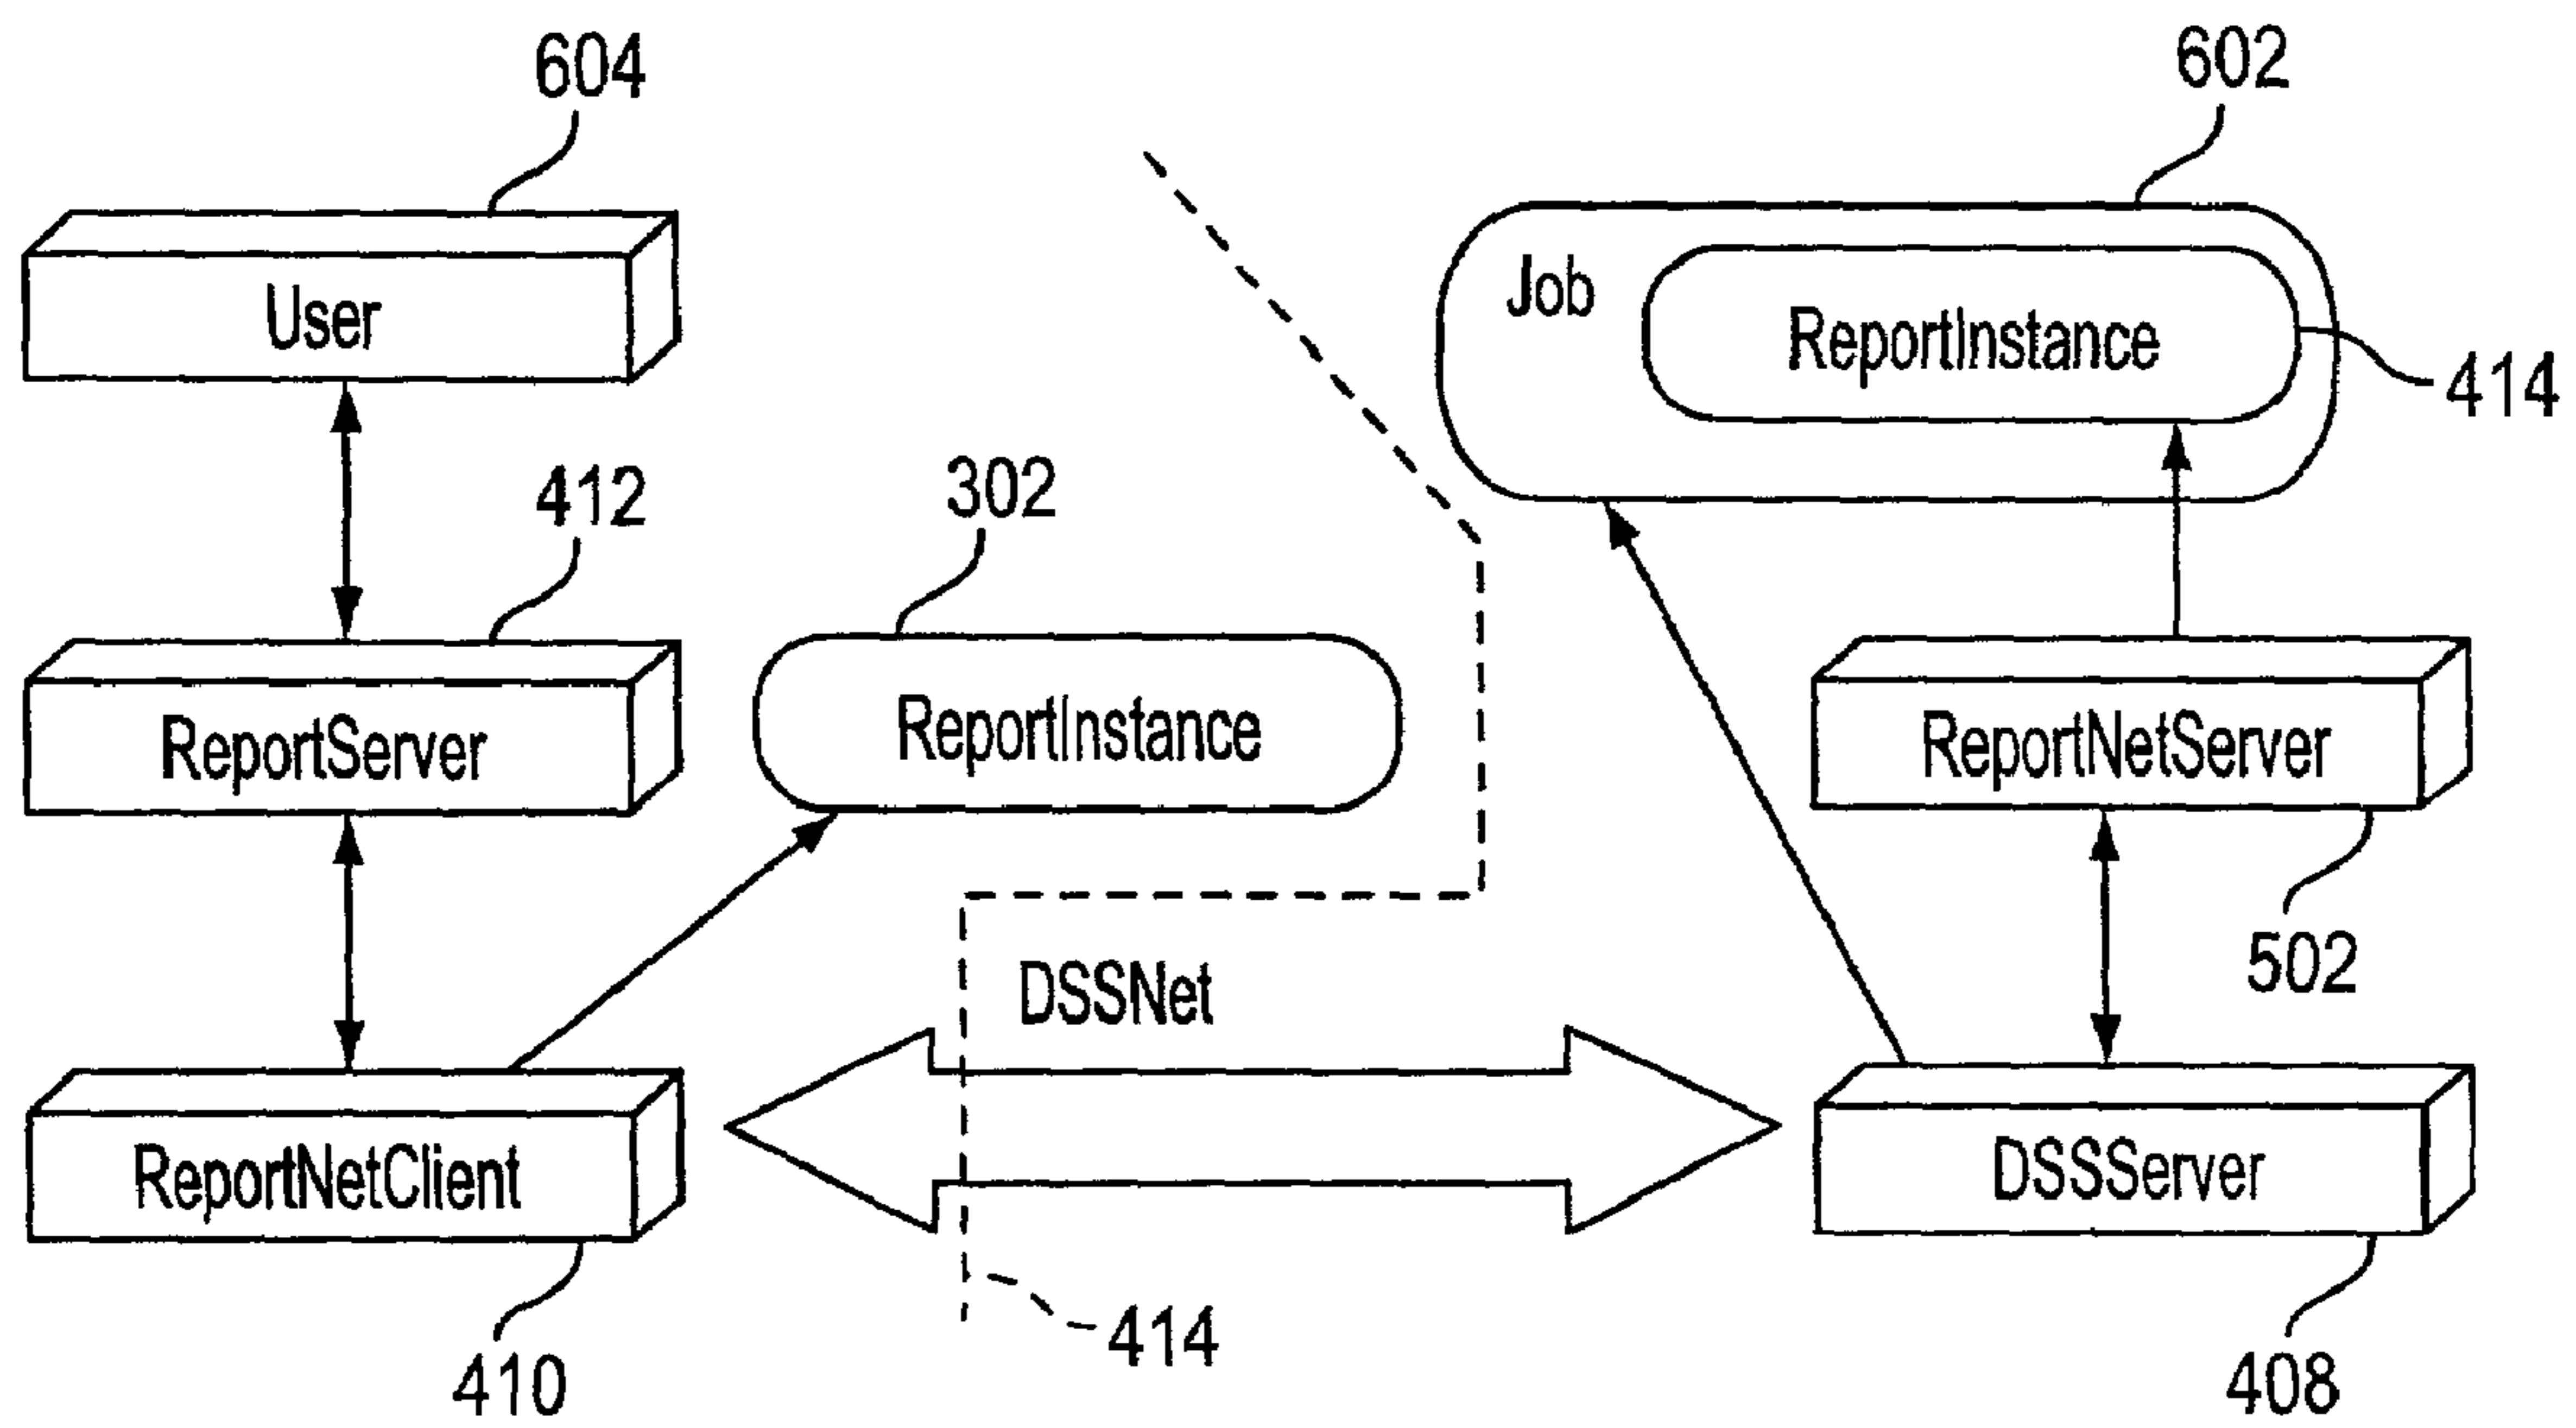 604
602
User
Job
ReportInstance
414
412
302
ReportServer
ReportInstance
ReportNetServer
502
DSSNet
ReportNetClient
DSSServer
410
414
408